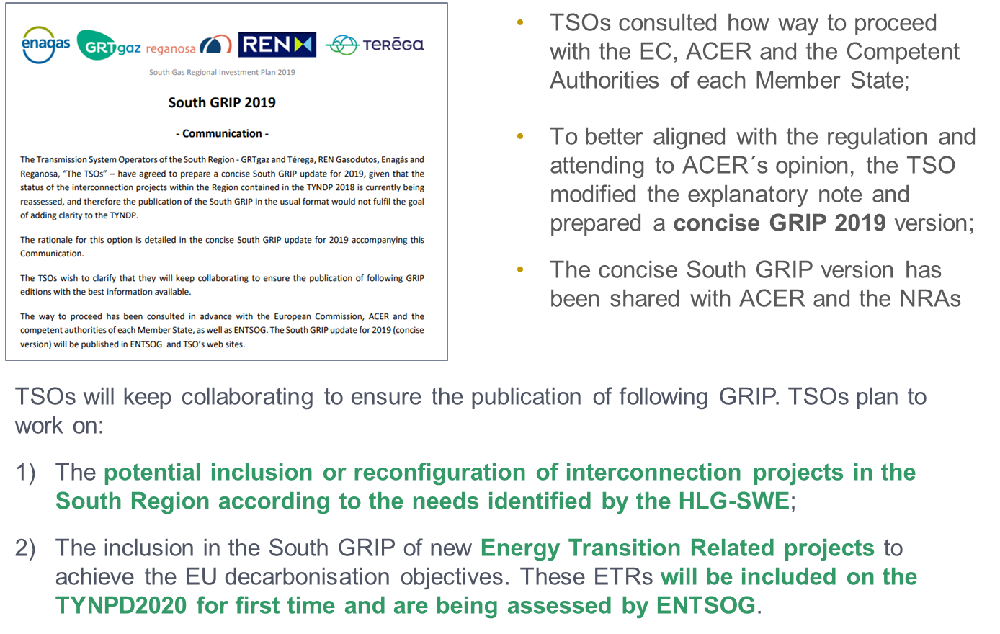 enagas GRTgaz reganosa REN TERĒGA
South Gas Regional Investment Plan 2019
South GRIP 2019
- Communication -
The Transmission System Operators of the South Region - GRTgaz and Térega, REN Gasodutos, Enagás and
Reganosa, “The TSOs” – have agreed to prepare a concise South GRIP update for 2019, given that the
status of the interconnection projects within the Region contained in the TYNDP 2018 is currently being
reassessed, and therefore the publication of the South GRIP in the usual format would not fulfil the goal
of adding clarity to the TYNDP.
The rationale for this option is detailed in the concise South GRIP update for 2019 accompanying this
Communication.
The TSOs wish to clarify that they will keep collaborating to ensure the publication of following GRIP
editions with the best information available.
The way to proceed has been consulted in advance with the European Commission, ACER and the
competent authorities of each Member State, as well as ENTSOG. The South GRIP update for 2019 (concise
version) will be published in ENTSOG and TSO’s web sites.
• TSOs consulted how way to proceed
with the EC, ACER and the Competent
Authorities of each Member State;
• To better aligned with the regulation and
attending to ACER´s opinion, the TSO
modified the explanatory note and
prepared a concise GRIP 2019 version;
• The concise South GRIP version has
been shared with ACER and the NRAs
TSOs will keep collaborating to ensure the publication of following GRIP. TSOs plan to
work on:
1) The potential inclusion or reconfiguration of interconnection projects in the
South Region according to the needs identified by the HLG-SWE;
2) The inclusion in the South GRIP of new Energy Transition Related projects to
achieve the EU decarbonisation objectives. These ETRs will be included on the
TYNPD2020 for first time and are being assessed by ENTSOG.